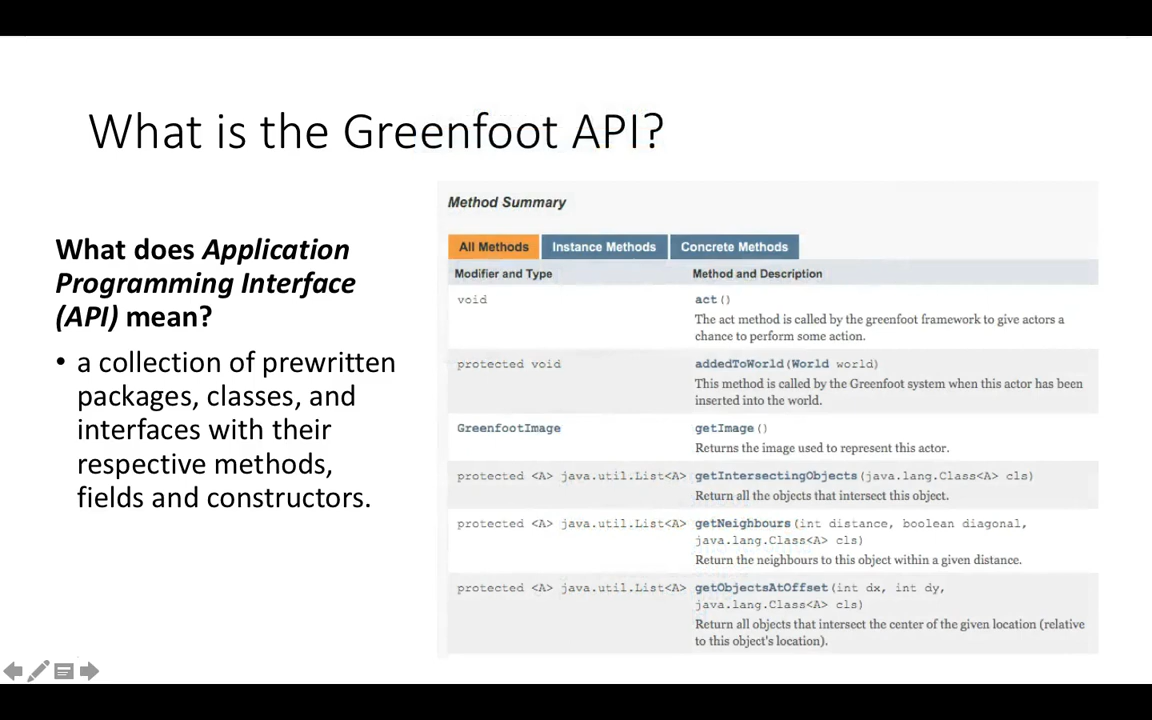 What is the Greenfoot API?
What does Application
Programming Interface
(API) mean?
• a collection of prewritten
packages, classes, and
interfaces with their
respective methods,
fields and constructors.
Method Summary
All Methods Instance Methods Concrete Methods
Modifier and Type Method and Description
void act()
The act method is called by the greenfoot framework to give actors a
chance to perform some action.
protected void addedToWorld(World world)
This method is called by the Greenfoot system when this actor has been
inserted into the world.
GreenfootImage getImage()
Returns the image used to represent this actor.
protected <A> java.util.List<A> getIntersectingObjects(java.lang.Class<A> cls)
Return all the objects that intersect this object.
protected <A> java.util.List<A> getNeighbours(int distance, boolean diagonal,
java.lang.Class<A> cls)
Return the neighbours to this object within a given distance.
protected <A> java.util.List<A> getObjectsAtOffset(int dx, int dy,
java.lang.Class<A> cls)
Return all objects that intersect the center of the given location (relative
to this object's location).